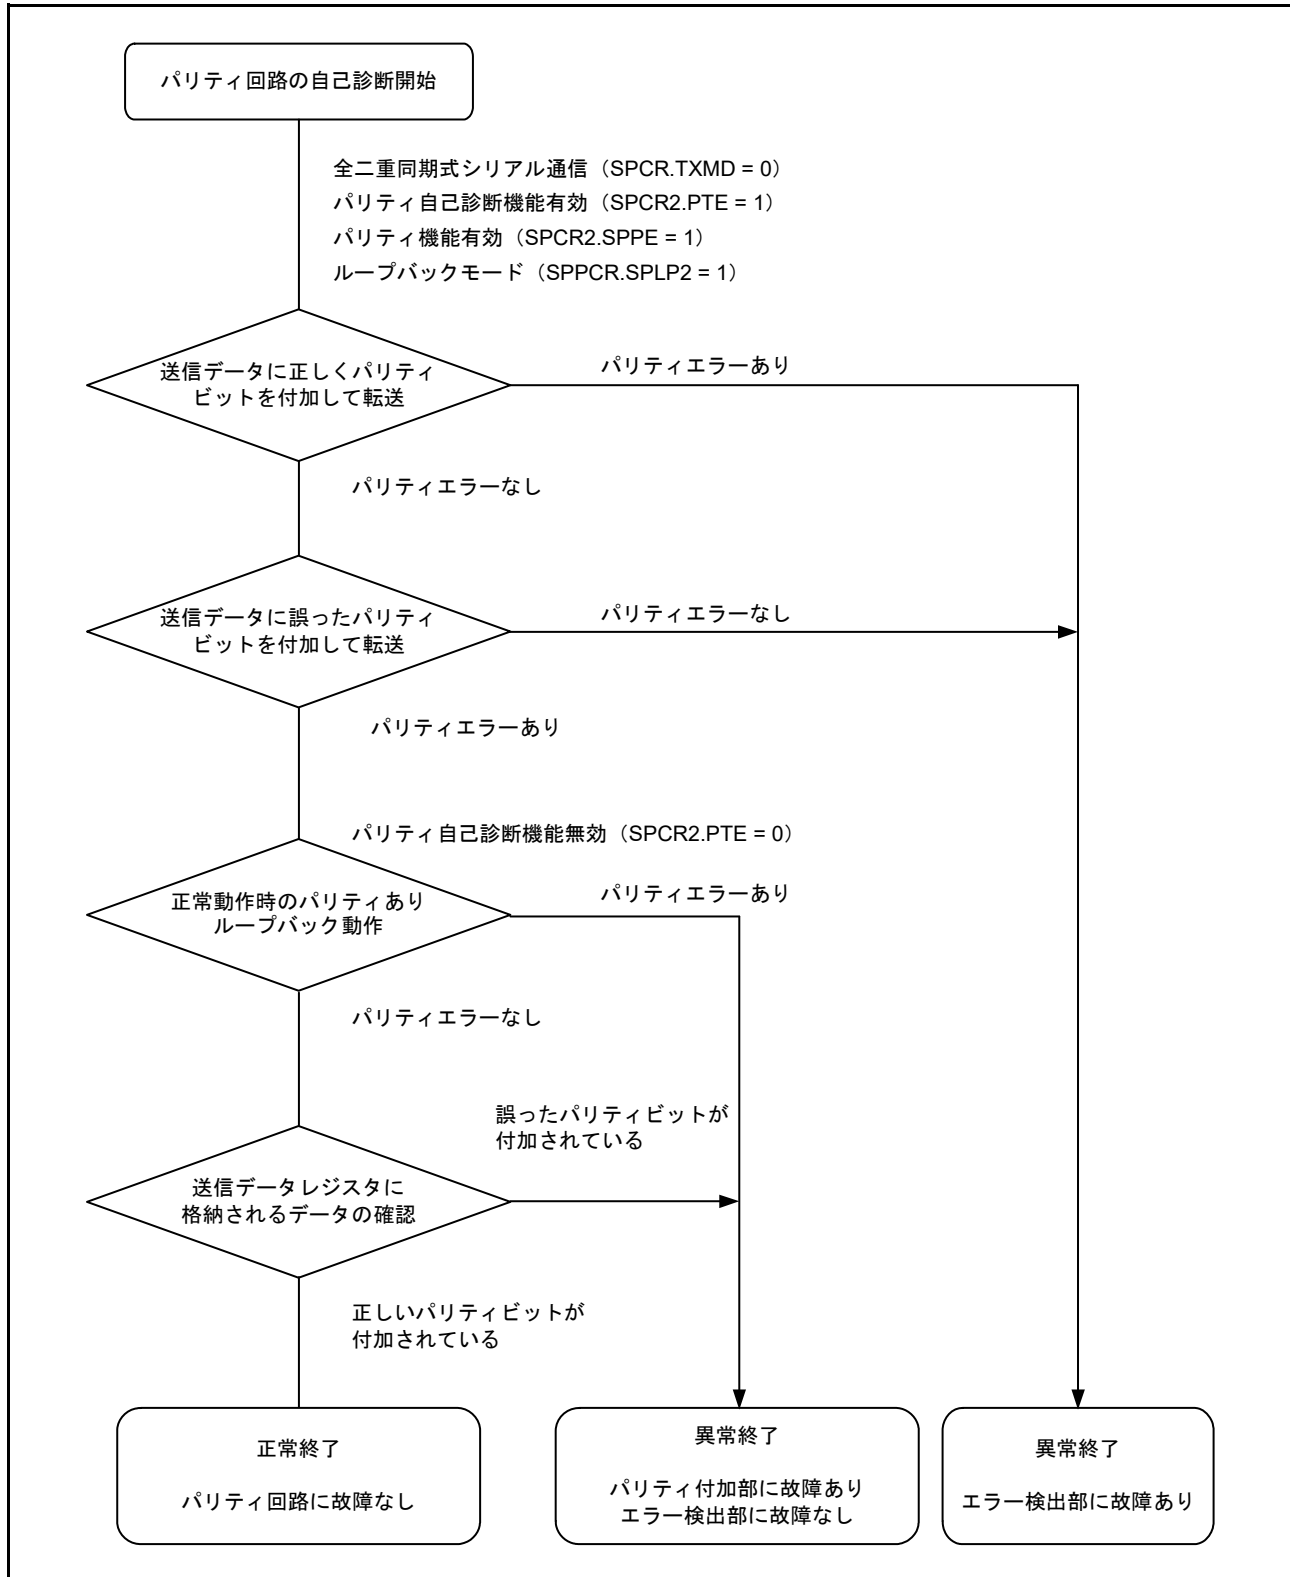 パリティ回路の自己診断開始
全二重同期式シリアル通信（SPCR.TXMD = 0）
パリティ自己診断機能有効（SPCR2.PTE = 1）
パリティ機能有効（SPCR2.SPPE = 1）
ループバックモード（SPPCR.SPLP2 = 1）
送信データに正しくパリティ
ビットを付加して転送
パリティエラーあり
パリティエラーなし
送信データに誤ったパリティ
ビットを付加して転送
パリティエラーなし
パリティエラーあり
パリティ自己診断機能無効（SPCR2.PTE = 0）
正常動作時のパリティあり
ループバック動作
パリティエラーあり
パリティエラーなし
誤ったパリティビットが
付加されている
送信データレジスタに
格納されるデータの確認
正しいパリティビットが
付加されている
正常終了
パリティ回路に故障なし
異常終了
パリティ付加部に故障あり
エラー検出部に故障なし
異常終了
エラー検出部に故障あり